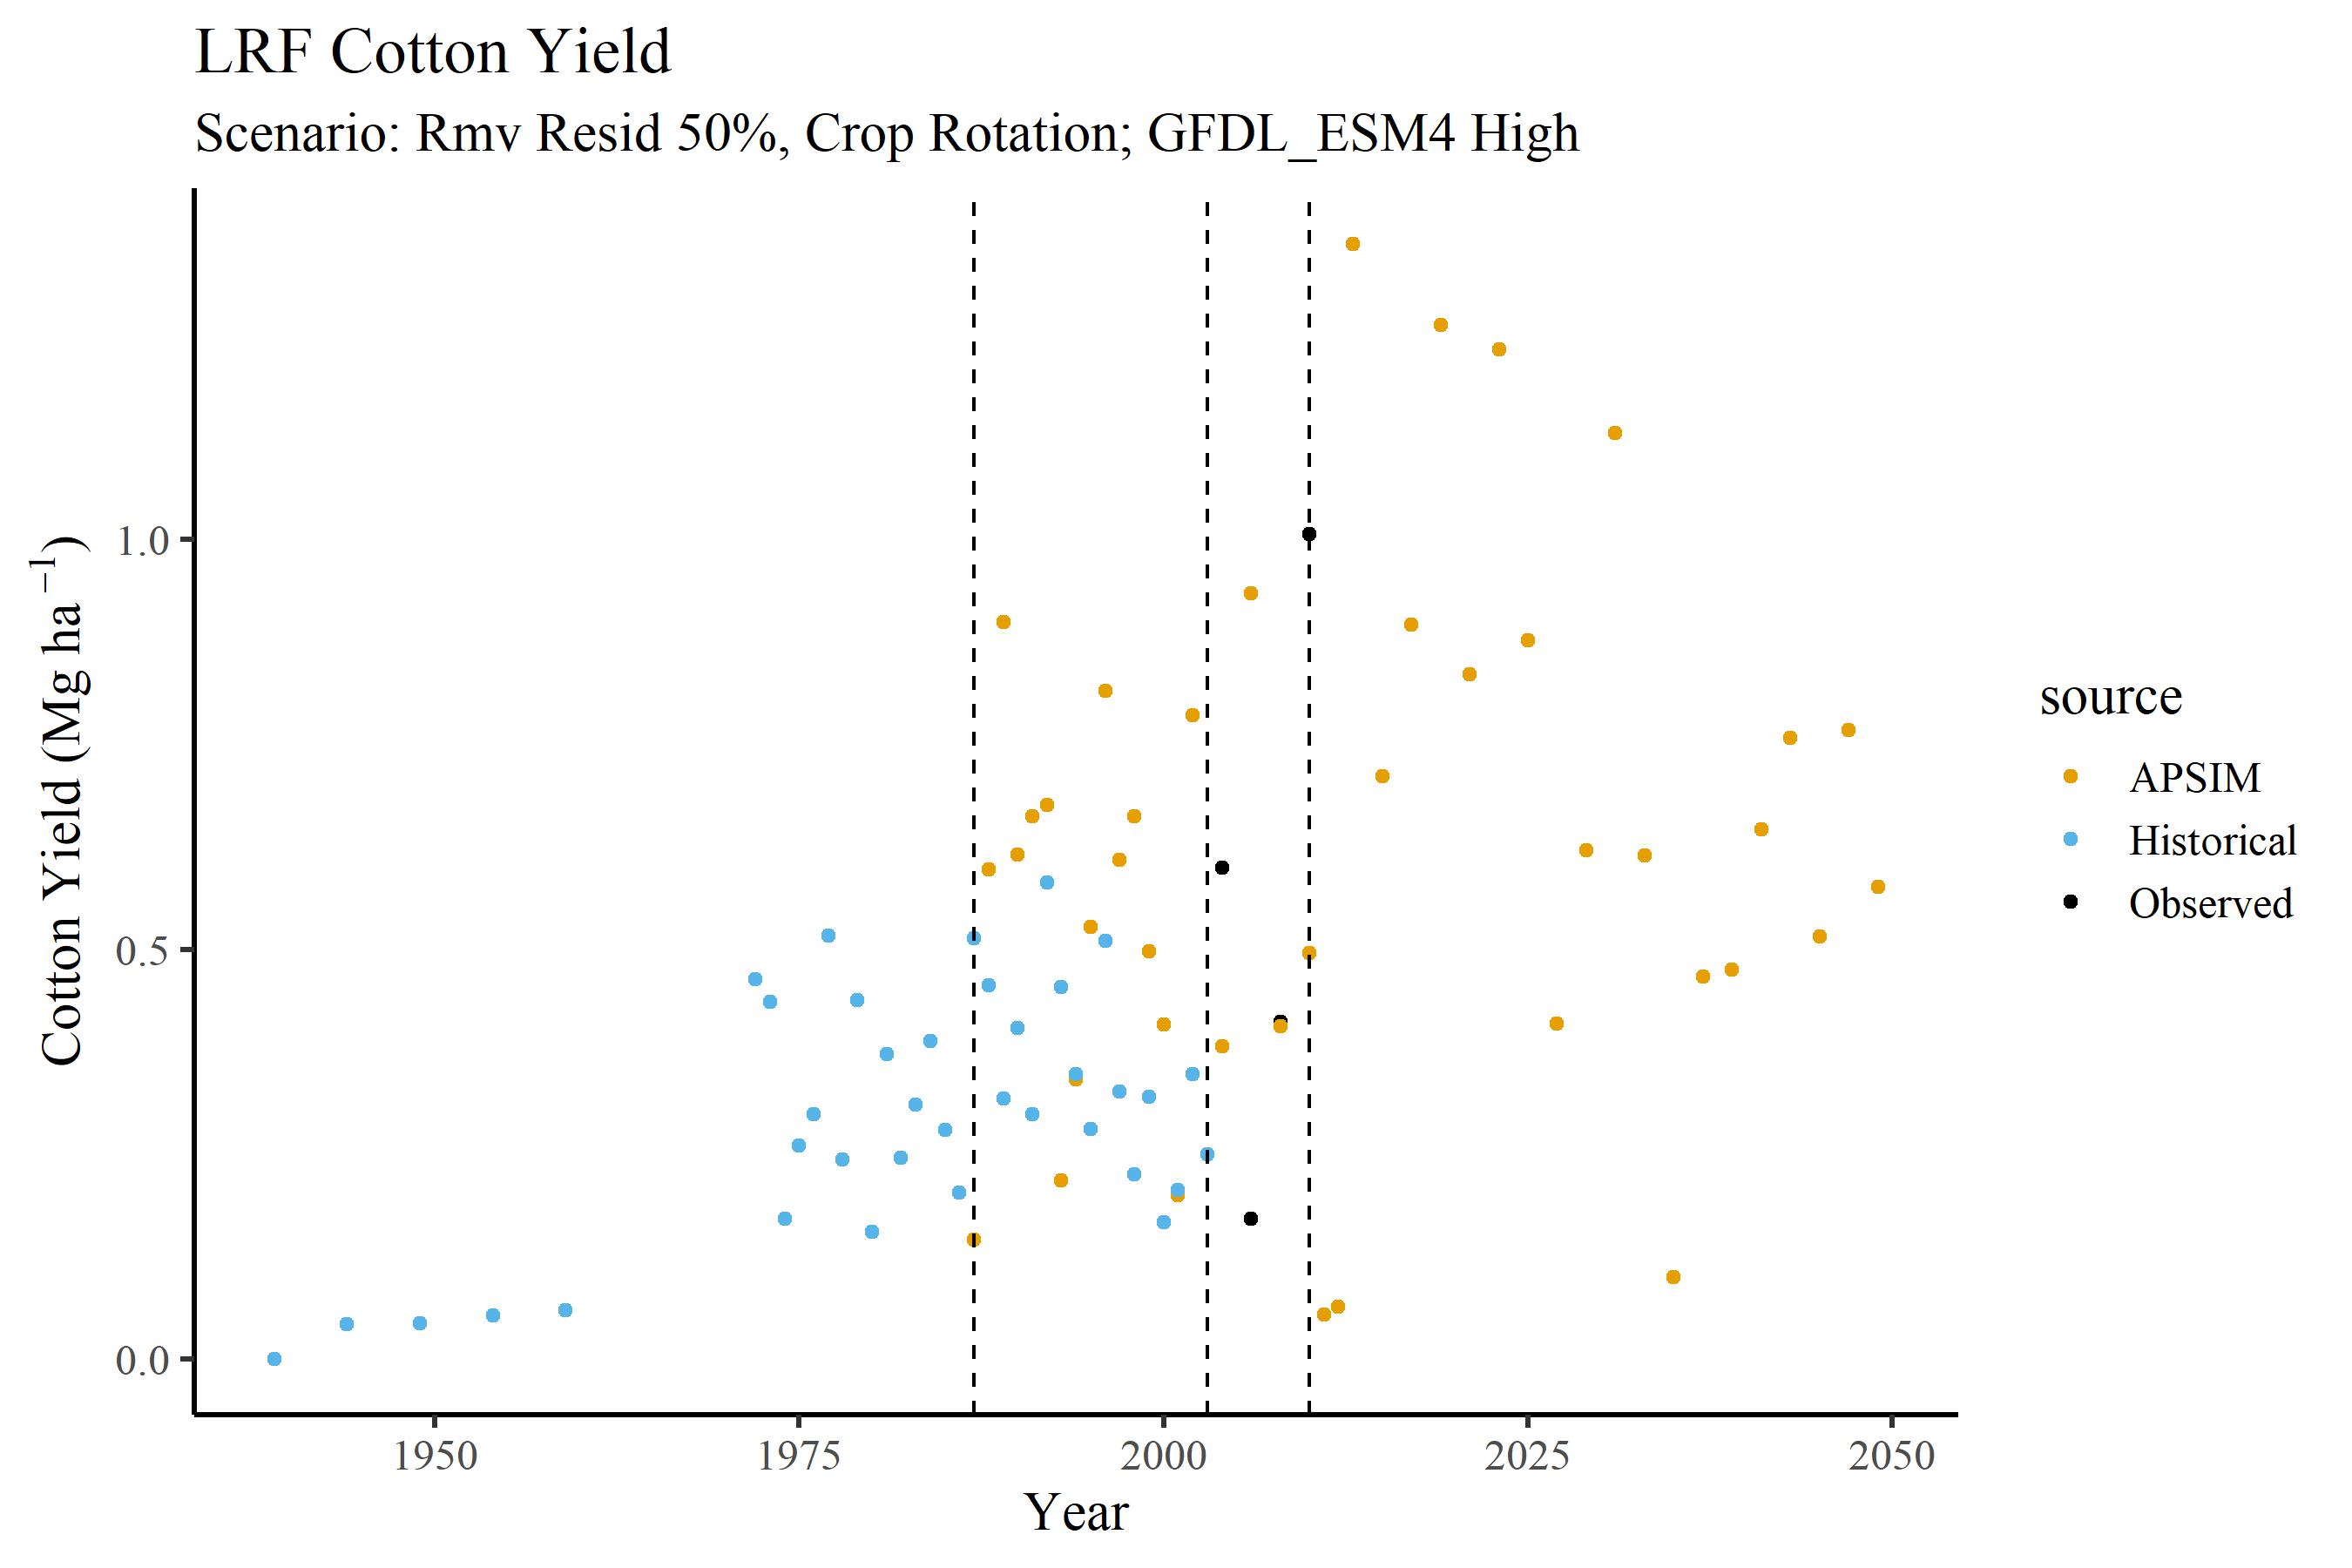 LRF Cotton Yield
Scenario: Rmv Resid 50%, Crop Rotation; GFDL_ESM4 High
Cotton Yield (Mg ha⁻¹)
1.0
0.5
0.0
1950 1975 2000 2025 2050
Year
source
APSIM
Historical
Observed